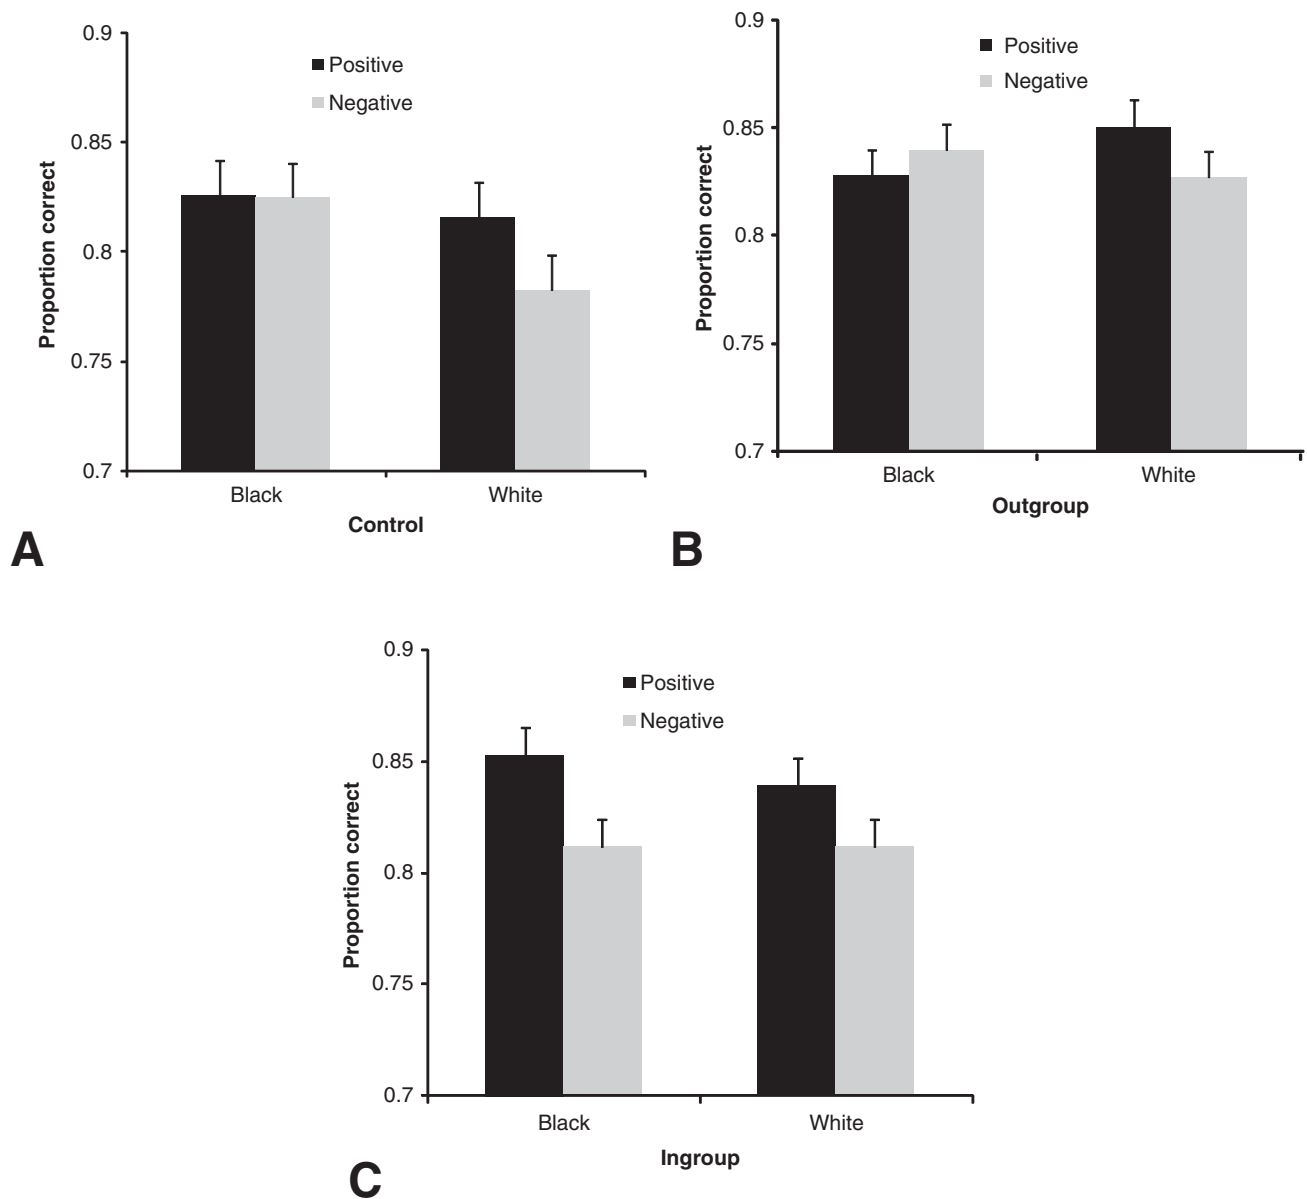 0.9
Positive
Negative
0.85
0.8
0.75
0.7
Proportion correct
Black White
Control
A
0.9
Positive
Negative
0.85
0.8
0.75
0.7
Proportion correct
Black White
Outgroup
B
0.9
Positive
Negative
0.85
0.8
0.75
0.7
Proportion correct
Black White
Ingroup
C